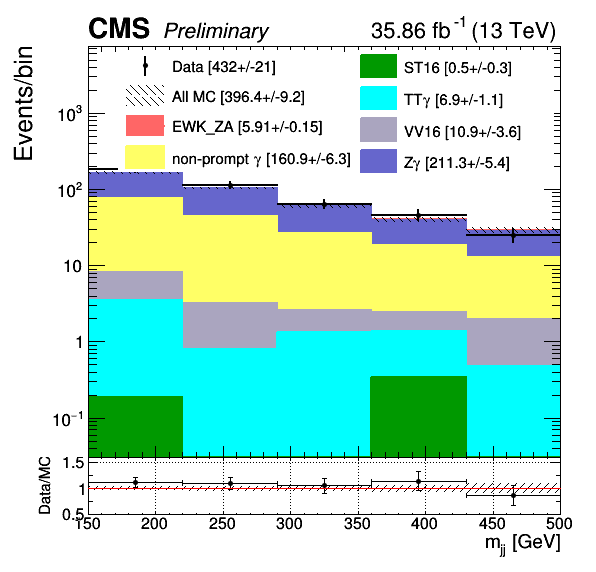 CMS Preliminary 35.86 fb⁻¹ (13 TeV)
Events/bin
Data [432+/-21]
All MC [396.4+/-9.2]
EWK_ZA [5.91+/-0.15]
non-prompt γ [160.9+/-6.3]
ST16 [0.5+/-0.3]
TTγ [6.9+/-1.1]
VV16 [10.9+/-3.6]
Zγ [211.3+/-5.4]
10³
10²
10
1
10⁻¹
Data/MC
1.5
1
0.5
150 200 250 300 350 400 450 500
m_jj [GeV]